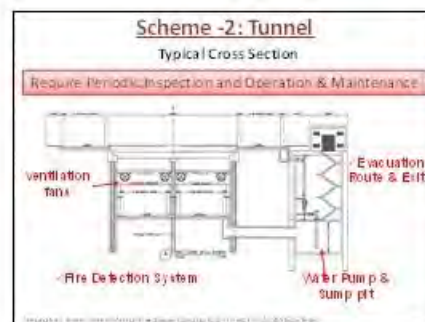 Scheme -2: Tunnel
Typical Cross Section
Require Periodic Inspection and Operation & Maintenance
ventilation
fans
Evacuation
Route & Exit
Fire Detection System
Water Pump &
Sump pit